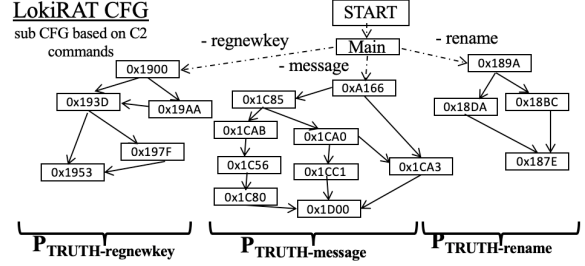 LokiRAT CFG
sub CFG based on C2
commands
START
Main
- regnewkey
- message
- rename
0x1900
0x193D
0x19AA
0x197F
0x1953
0xA166
0x1C85
0x1CAB
0x1CA0
0x1C56
0x1CC1
0x1CA3
0x1C80
0x1D00
0x189A
0x18DA
0x18BC
0x187E
PTRUTH-regnewkey
PTRUTH-message
PTRUTH-rename